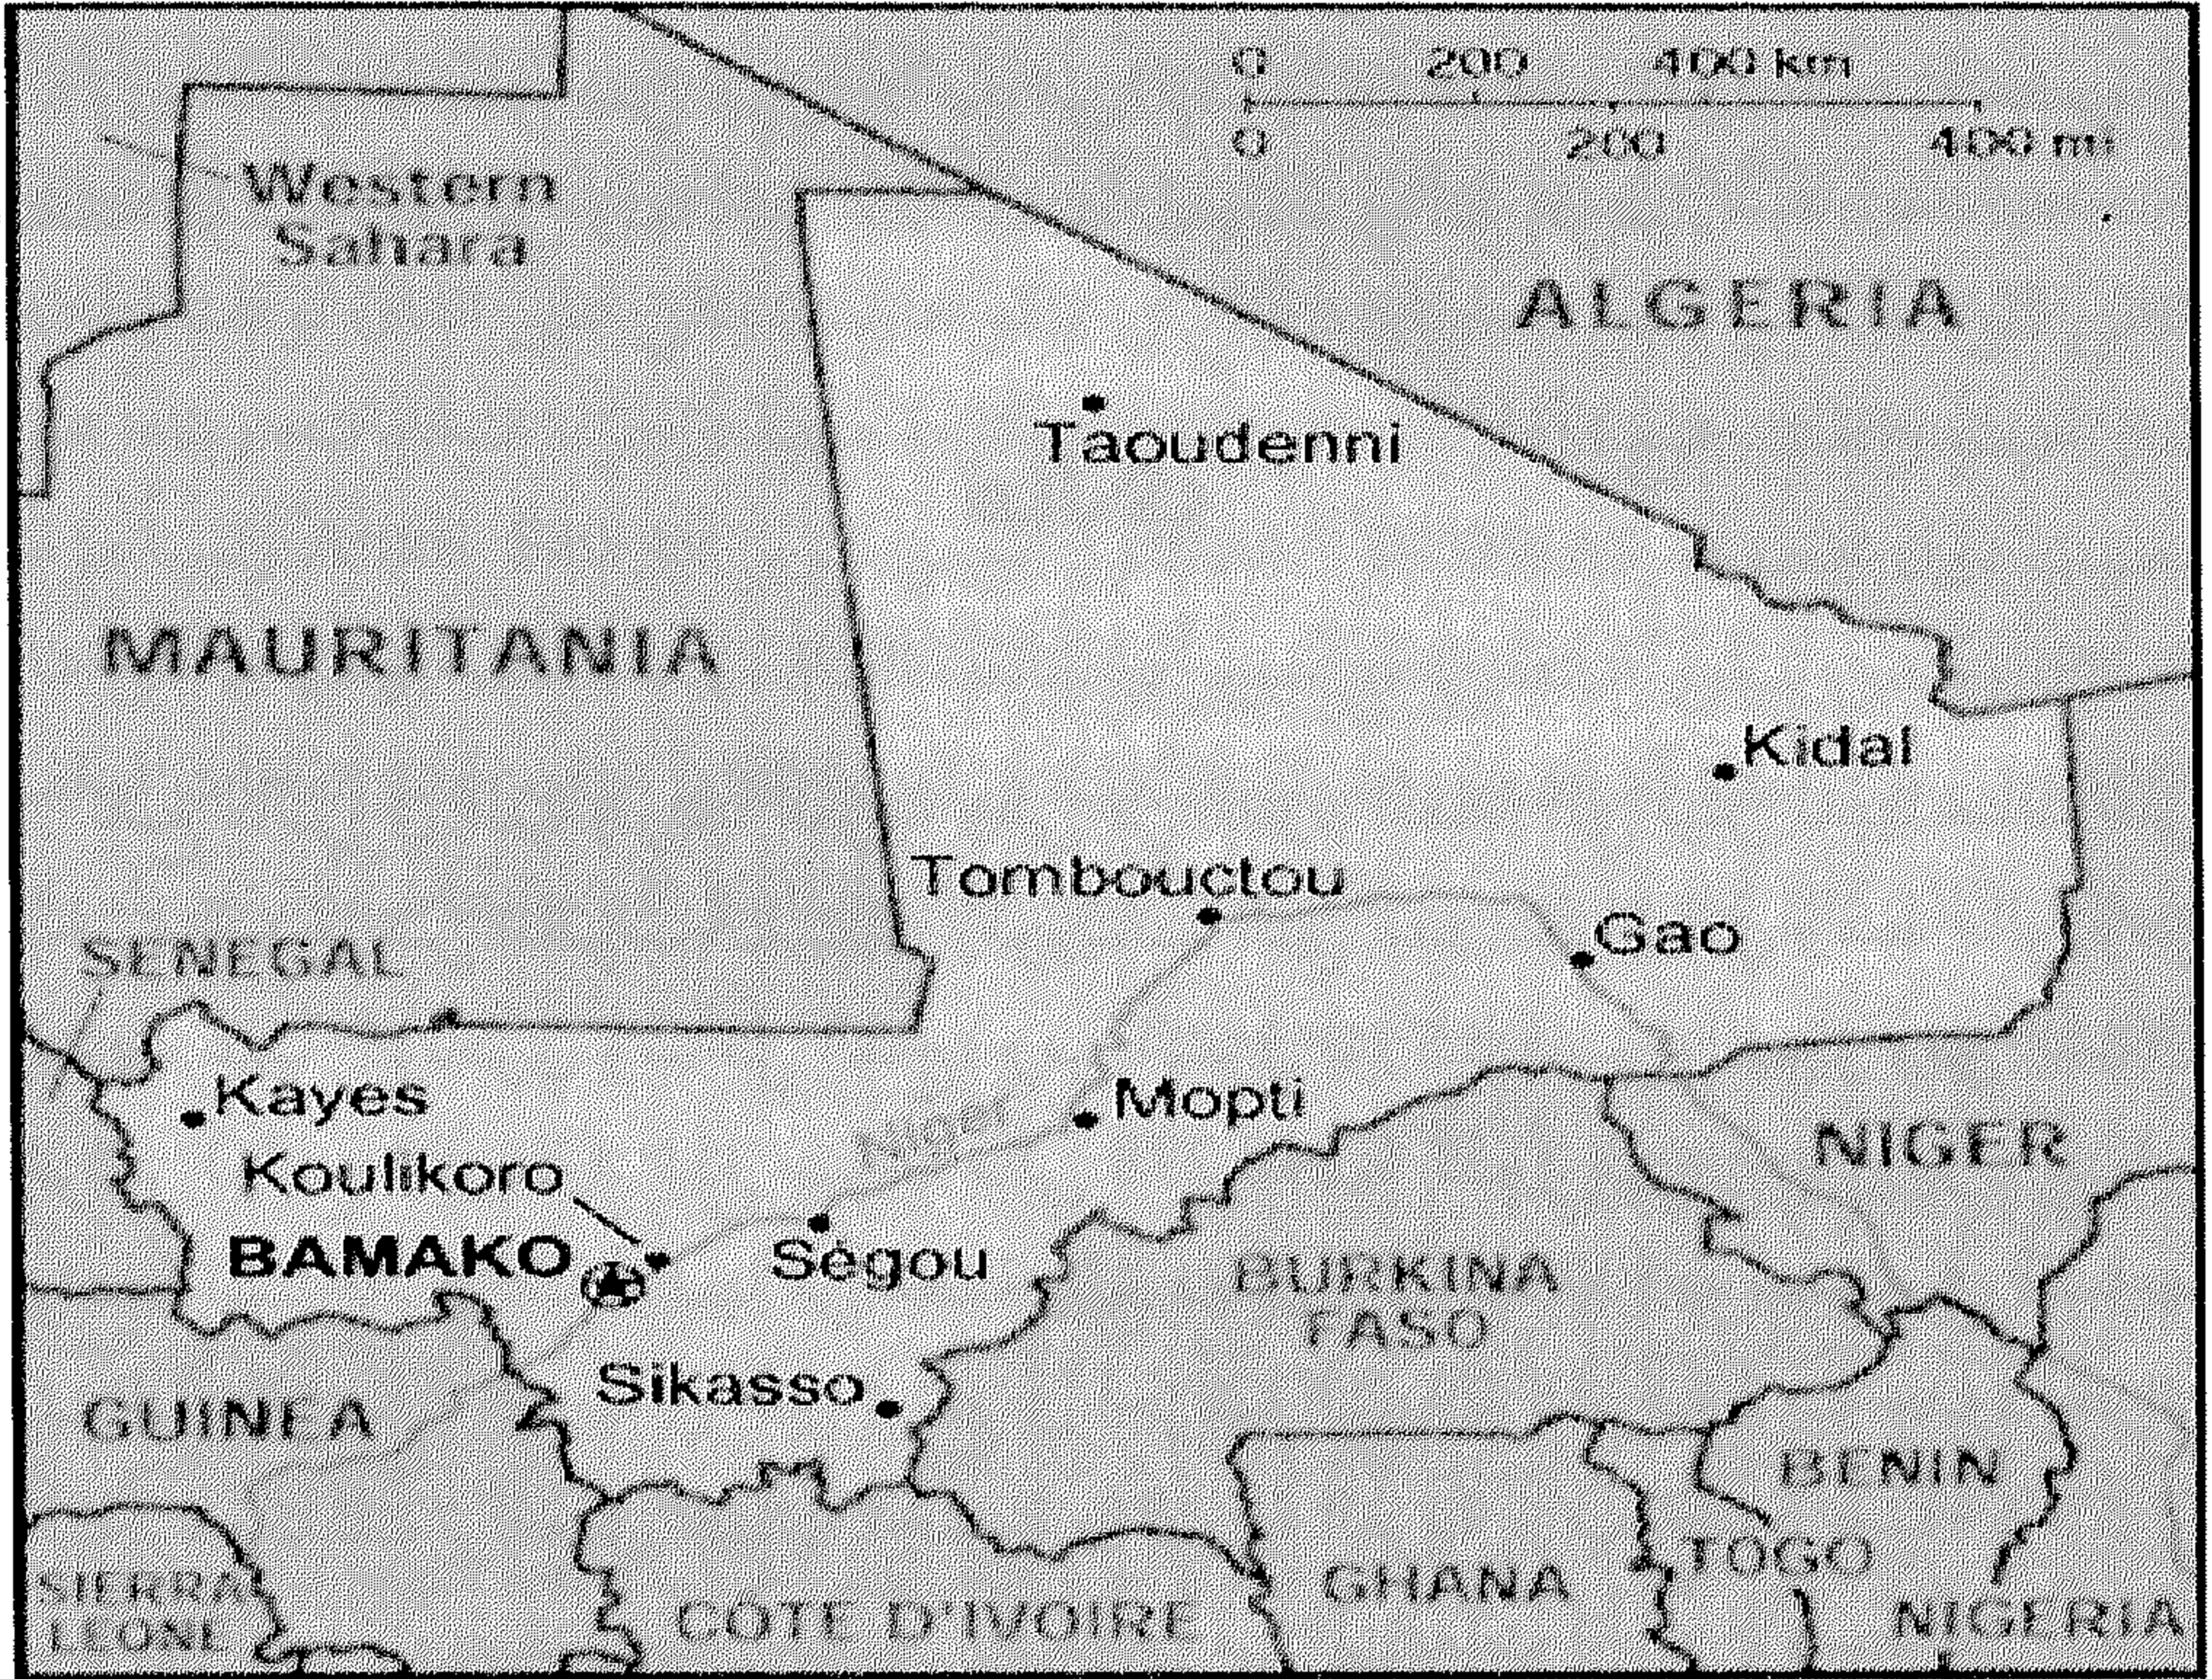 0 200 400 km
0 200 400 mi
Western
Sahara
ALGERIA
Taoudenni
MAURITANIA
Kidal
Tombouctou
Gao
SENEGAL
Kayes
Mopti
Niger
NIGER
Koulikoro
BAMAKO
Ségou
BURKINA
FASO
Sikasso
GUINEA
BENIN
TOGO
SIERRA
LEONE
GHANA
COTE D'IVOIRE
NIGERIA